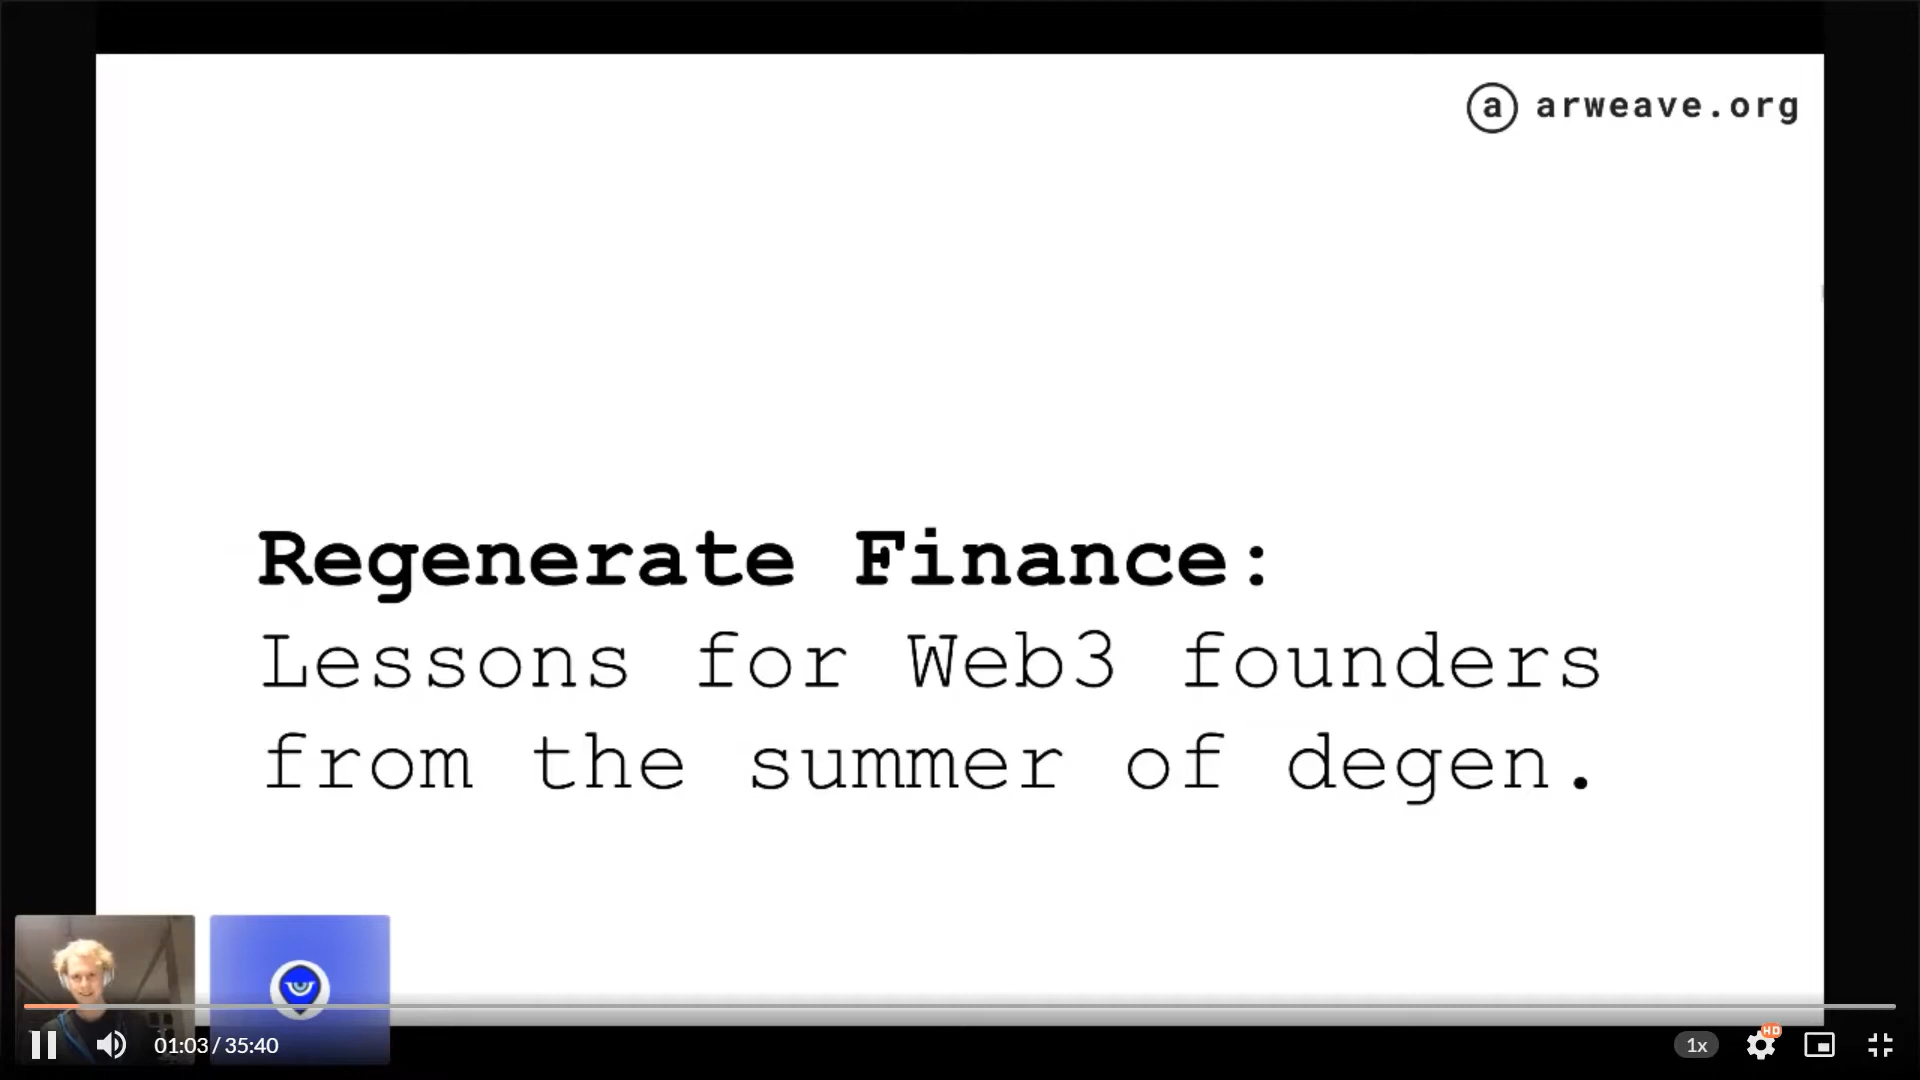 a arweave.org
Regenerate Finance:
Lessons for Web3 founders
from the summer of degen.
01:03 / 35:40
1x
HD